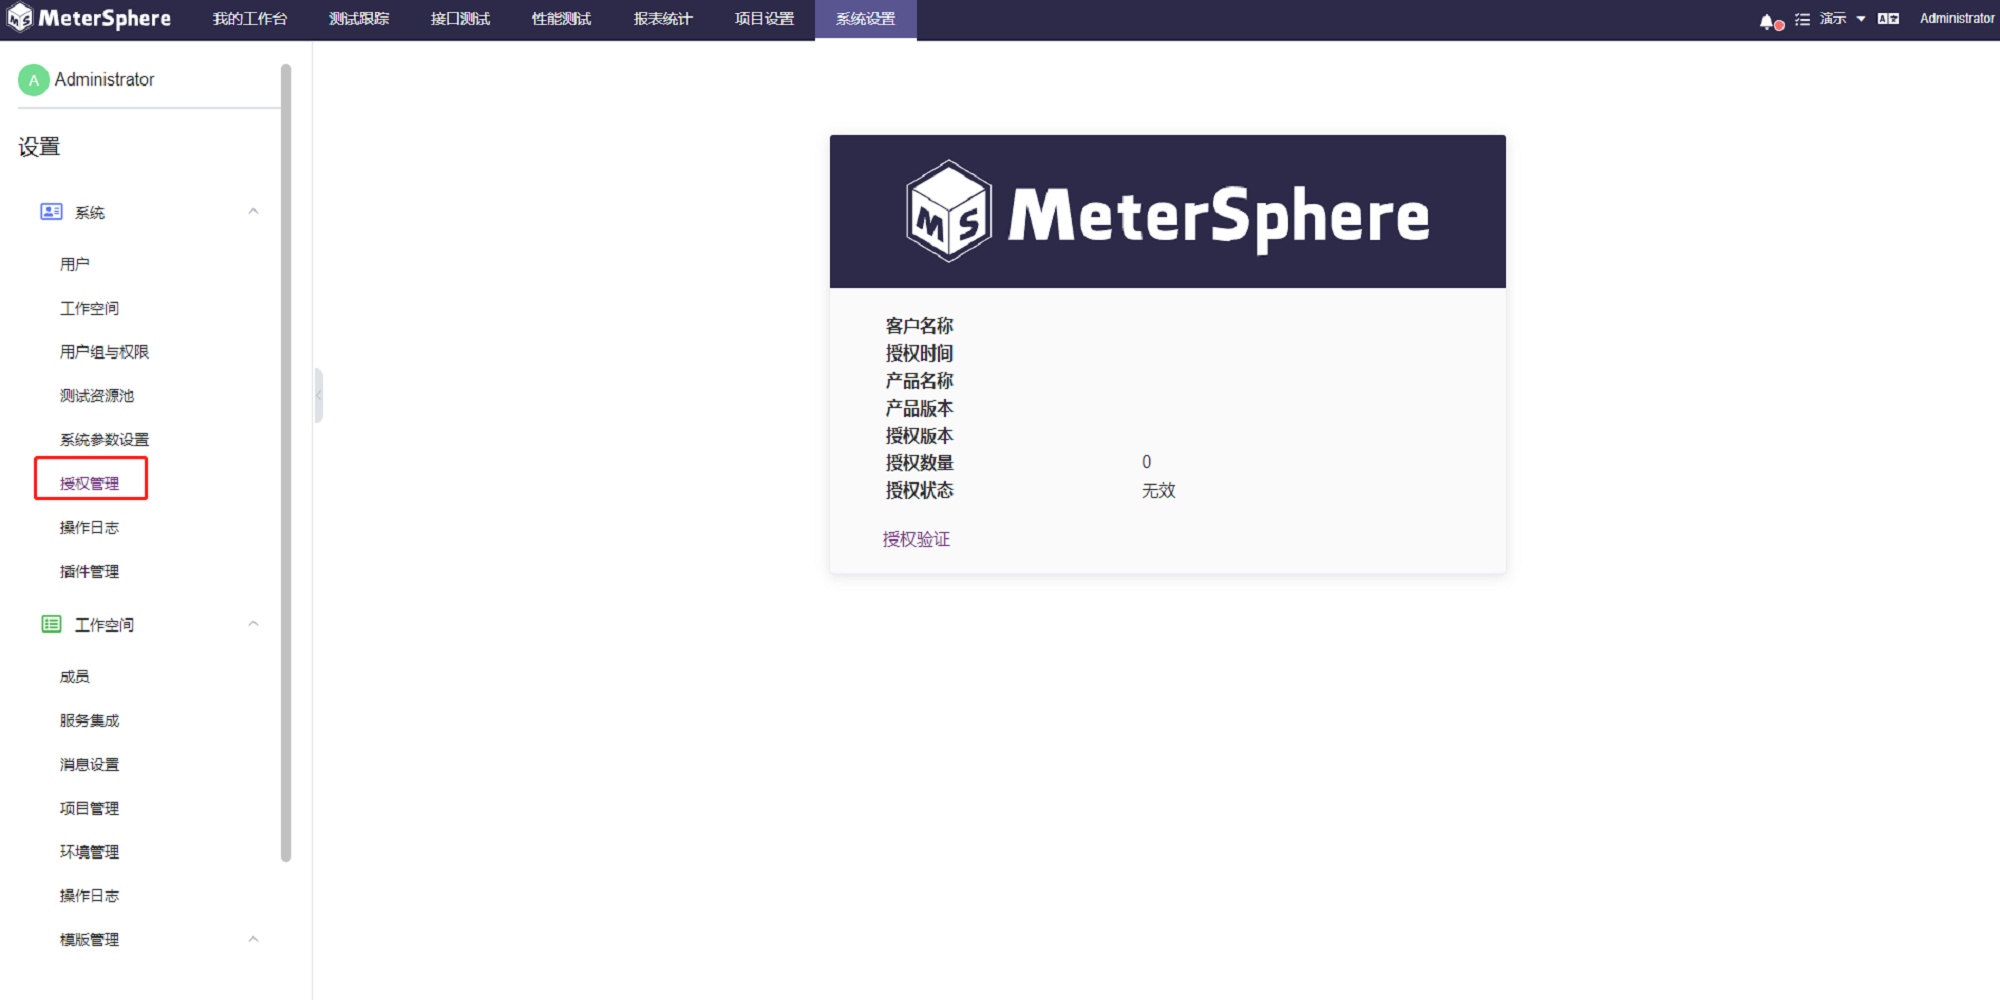 MeterSphere 我的工作台 测试跟踪 接口测试 性能测试 报表统计 项目设置 系统设置 演示 Administrator
A Administrator
设置
系统
用户
工作空间
用户组与权限
测试资源池
系统参数设置
授权管理
操作日志
插件管理
工作空间
成员
服务集成
消息设置
项目管理
环境管理
操作日志
模版管理
MS MeterSphere
客户名称
授权时间
产品名称
产品版本
授权版本
授权数量 0
授权状态 无效
授权验证